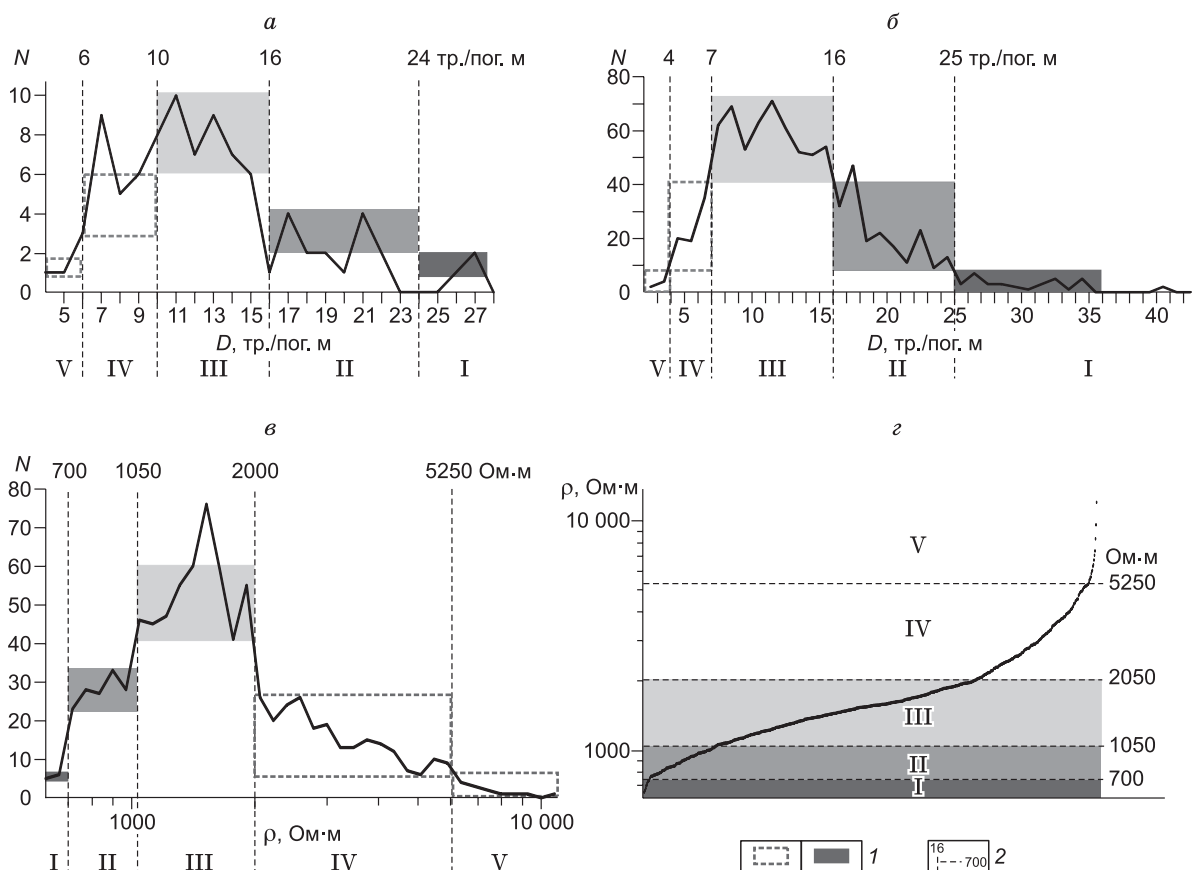 а
N 6 10 16 24 тр./пог. м
10
8
6
4
2
0
5 7 9 11 13 15 17 19 21 23 25 27
D, тр./пог. м
V IV III II I
б
N 4 7 16 25 тр./пог. м
80
60
40
20
0
5 10 15 20 25 30 35 40
D, тр./пог. м
V IV III II I
в
N 700 1050 2000 5250 Ом·м
80
70
60
50
40
30
20
10
0
1000 ρ, Ом·м 10 000
I II III IV V
г
ρ, Ом·м
10 000
1000
V
IV
III
II
I
Ом·м
5250
2050
1050
700
1
16
700
2